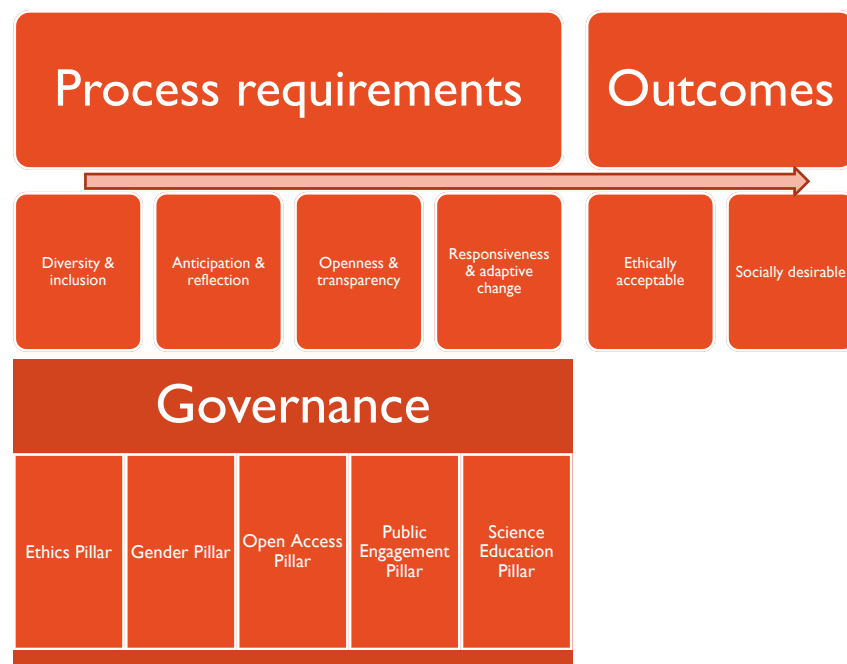 Process requirements
Outcomes
Diversity &
inclusion
Anticipation &
reflection
Openness &
transparency
Responsiveness
& adaptive
change
Ethically
acceptable
Socially desirable
Governance
Ethics Pillar
Gender Pillar
Open Access
Pillar
Public
Engagement
Pillar
Science
Education
Pillar